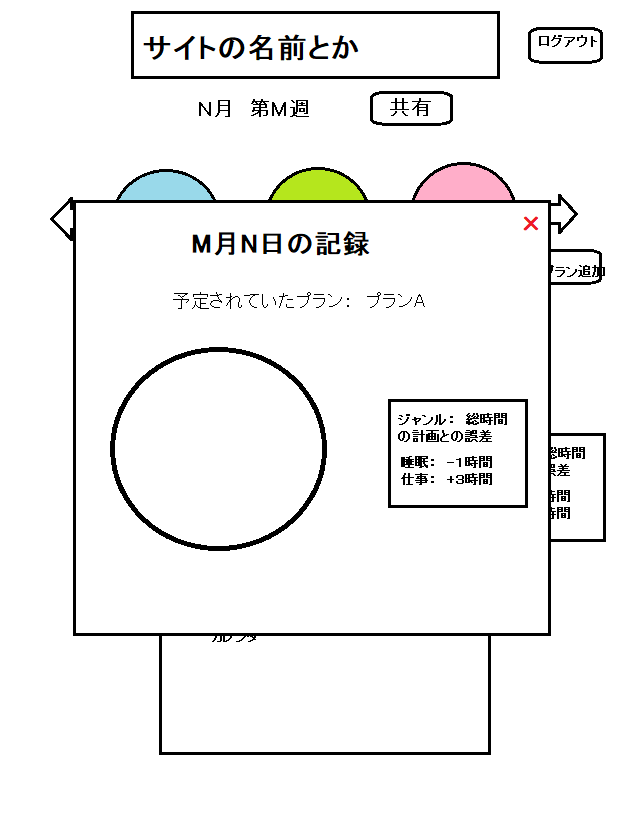 サイトの名前とか
ログアウト
N月 第M週
共有
×
M月N日の記録
プラン追加
予定されていたプラン： プランA
ジャンル： 総時間
の計画との誤差
睡眠： -1時間
仕事： +3時間
総時間
誤差
時間
時間
カレンダ